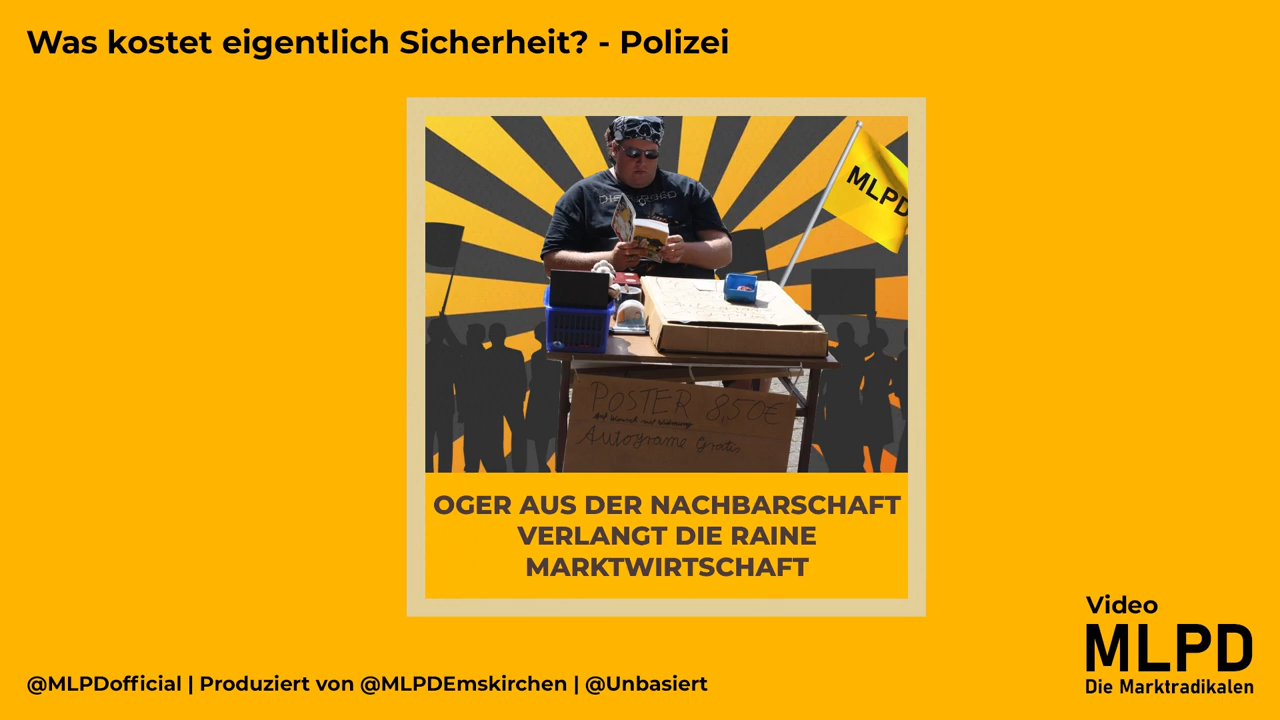 Was kostet eigentlich Sicherheit? - Polizei
MLPD
POSTER 8,50€
Autograme Gratis
OGER AUS DER NACHBARSCHAFT
VERLANGT DIE RAINE
MARKTWIRTSCHAFT
Video
MLPD
Die Marktradikalen
@MLPDofficial | Produziert von @MLPDEmskirchen | @Unbasiert